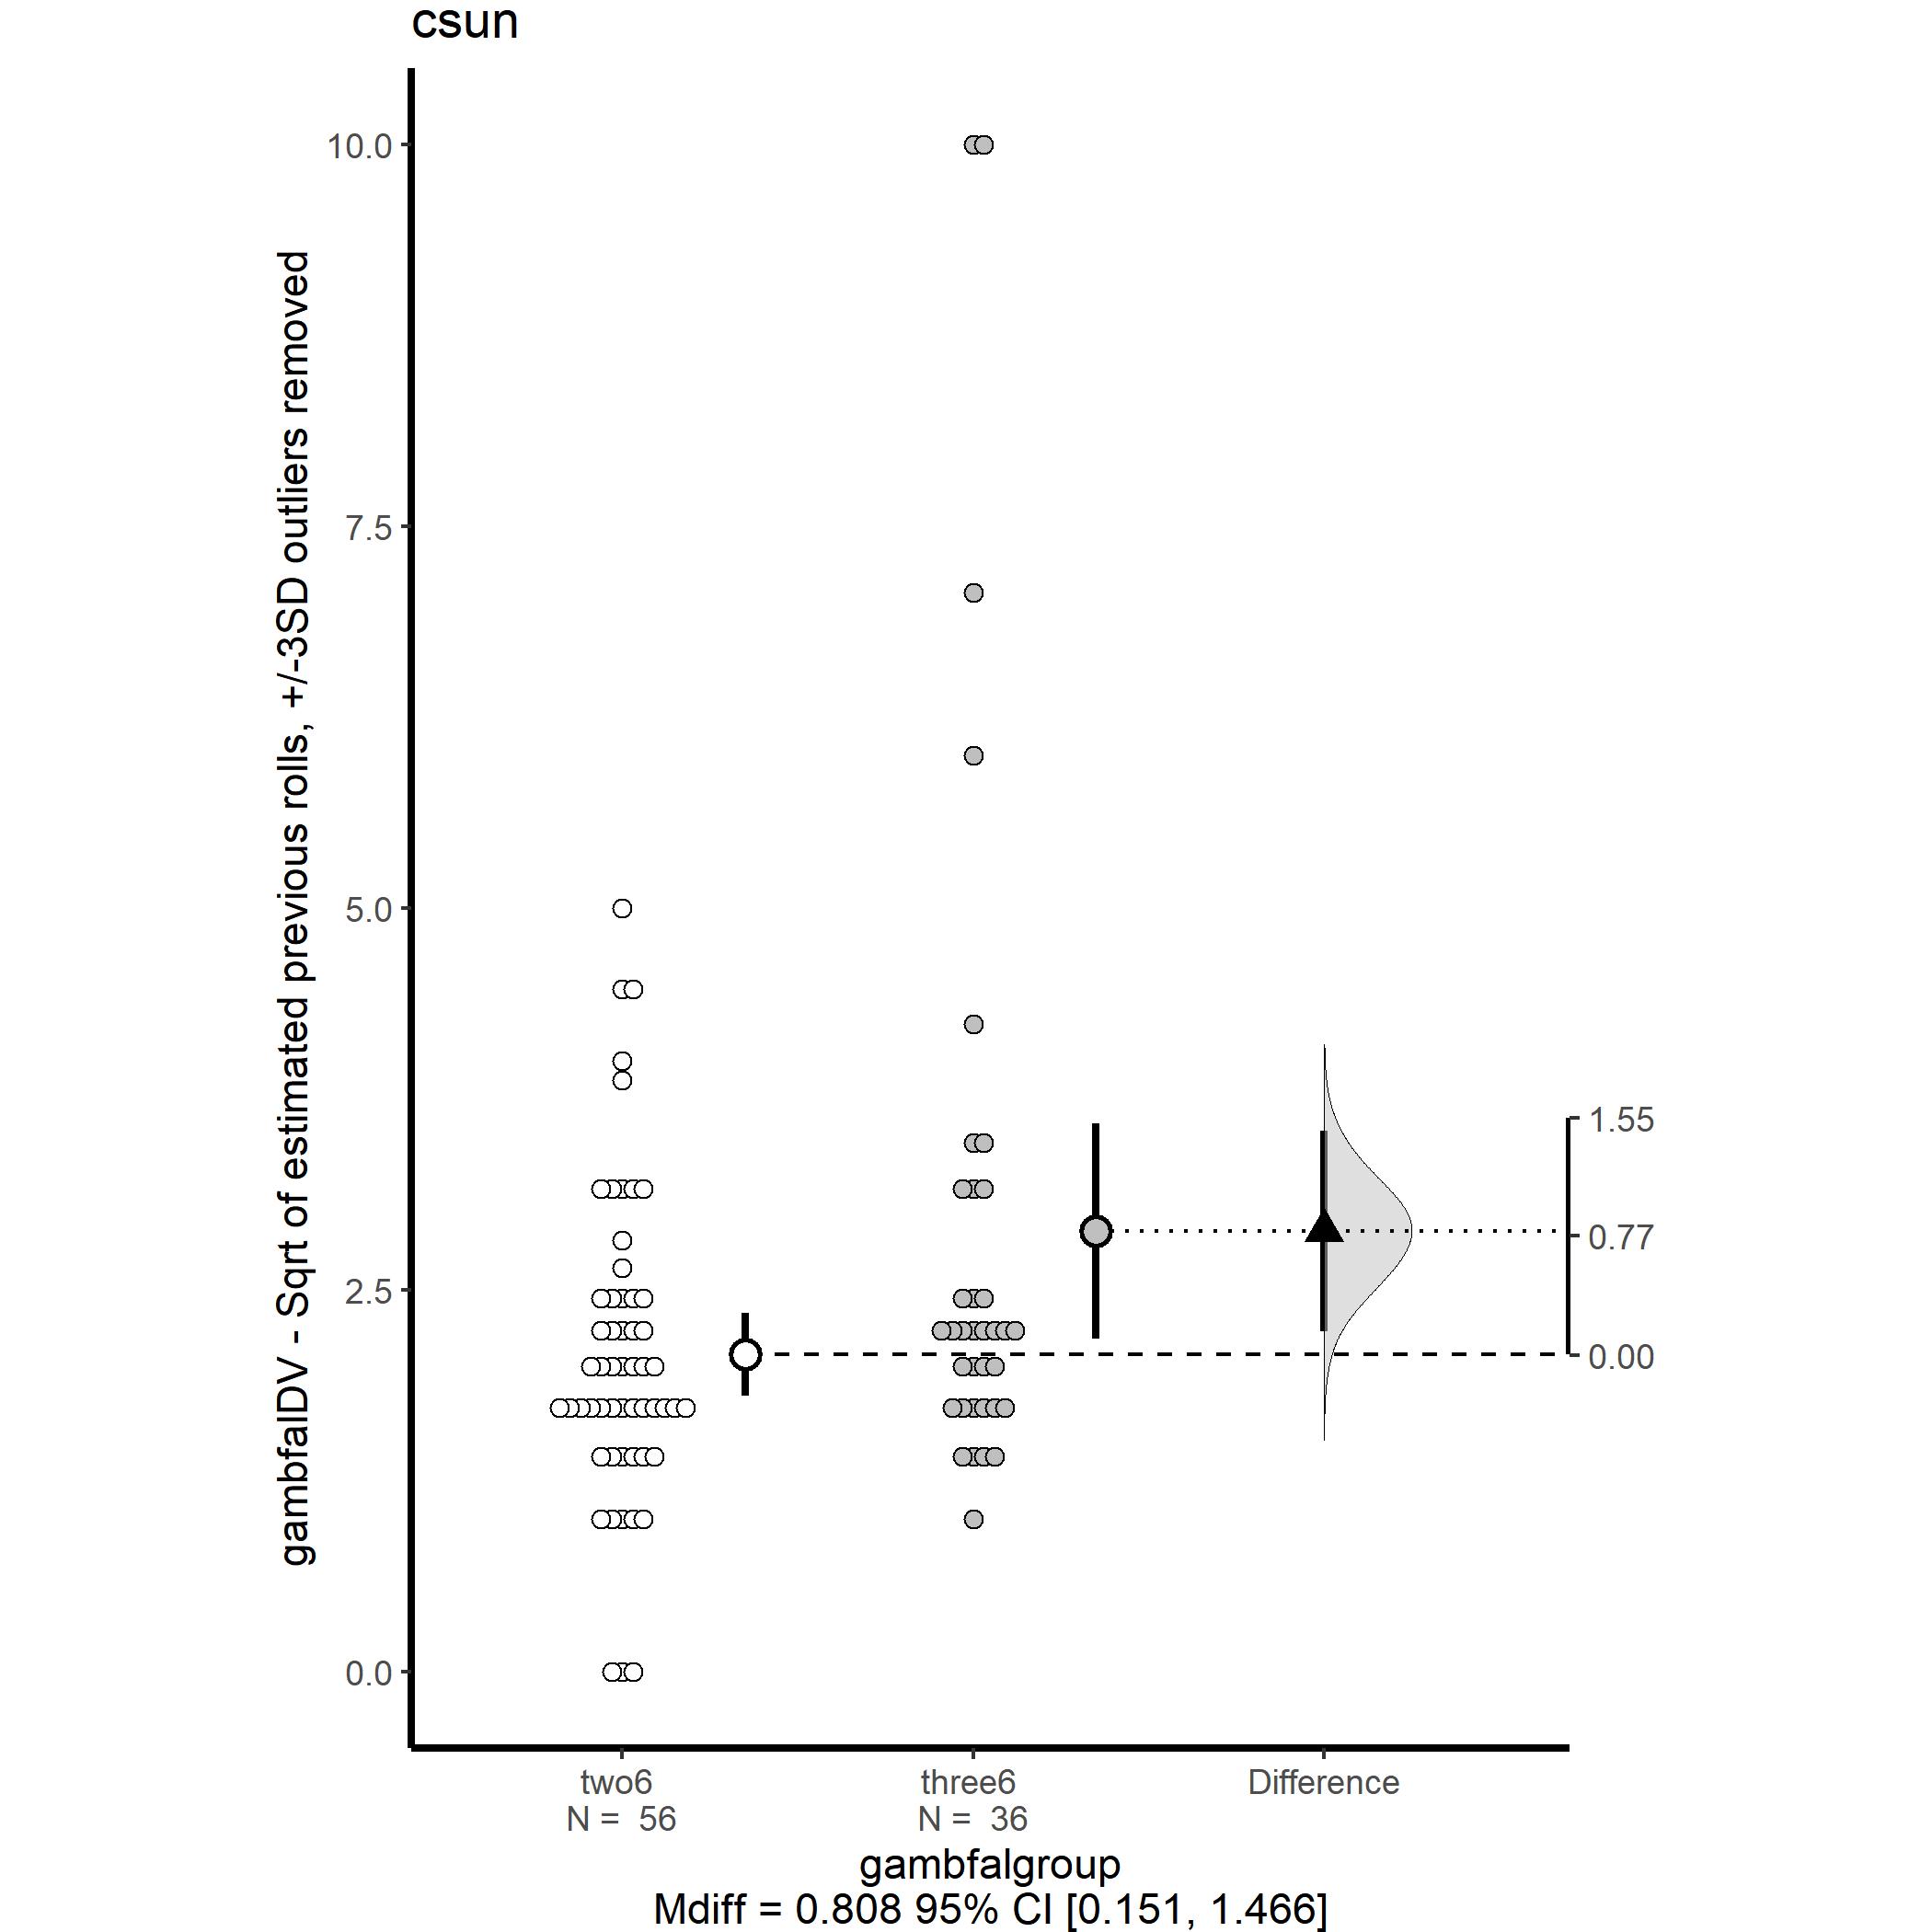 csun
gambfalDV - Sqrt of estimated previous rolls, +/-3SD outliers removed
10.0
7.5
5.0
2.5
0.0
1.55
0.77
0.00
two6
N =  56
three6
N =  36
Difference
gambfalgroup
Mdiff = 0.808 95% CI [0.151, 1.466]